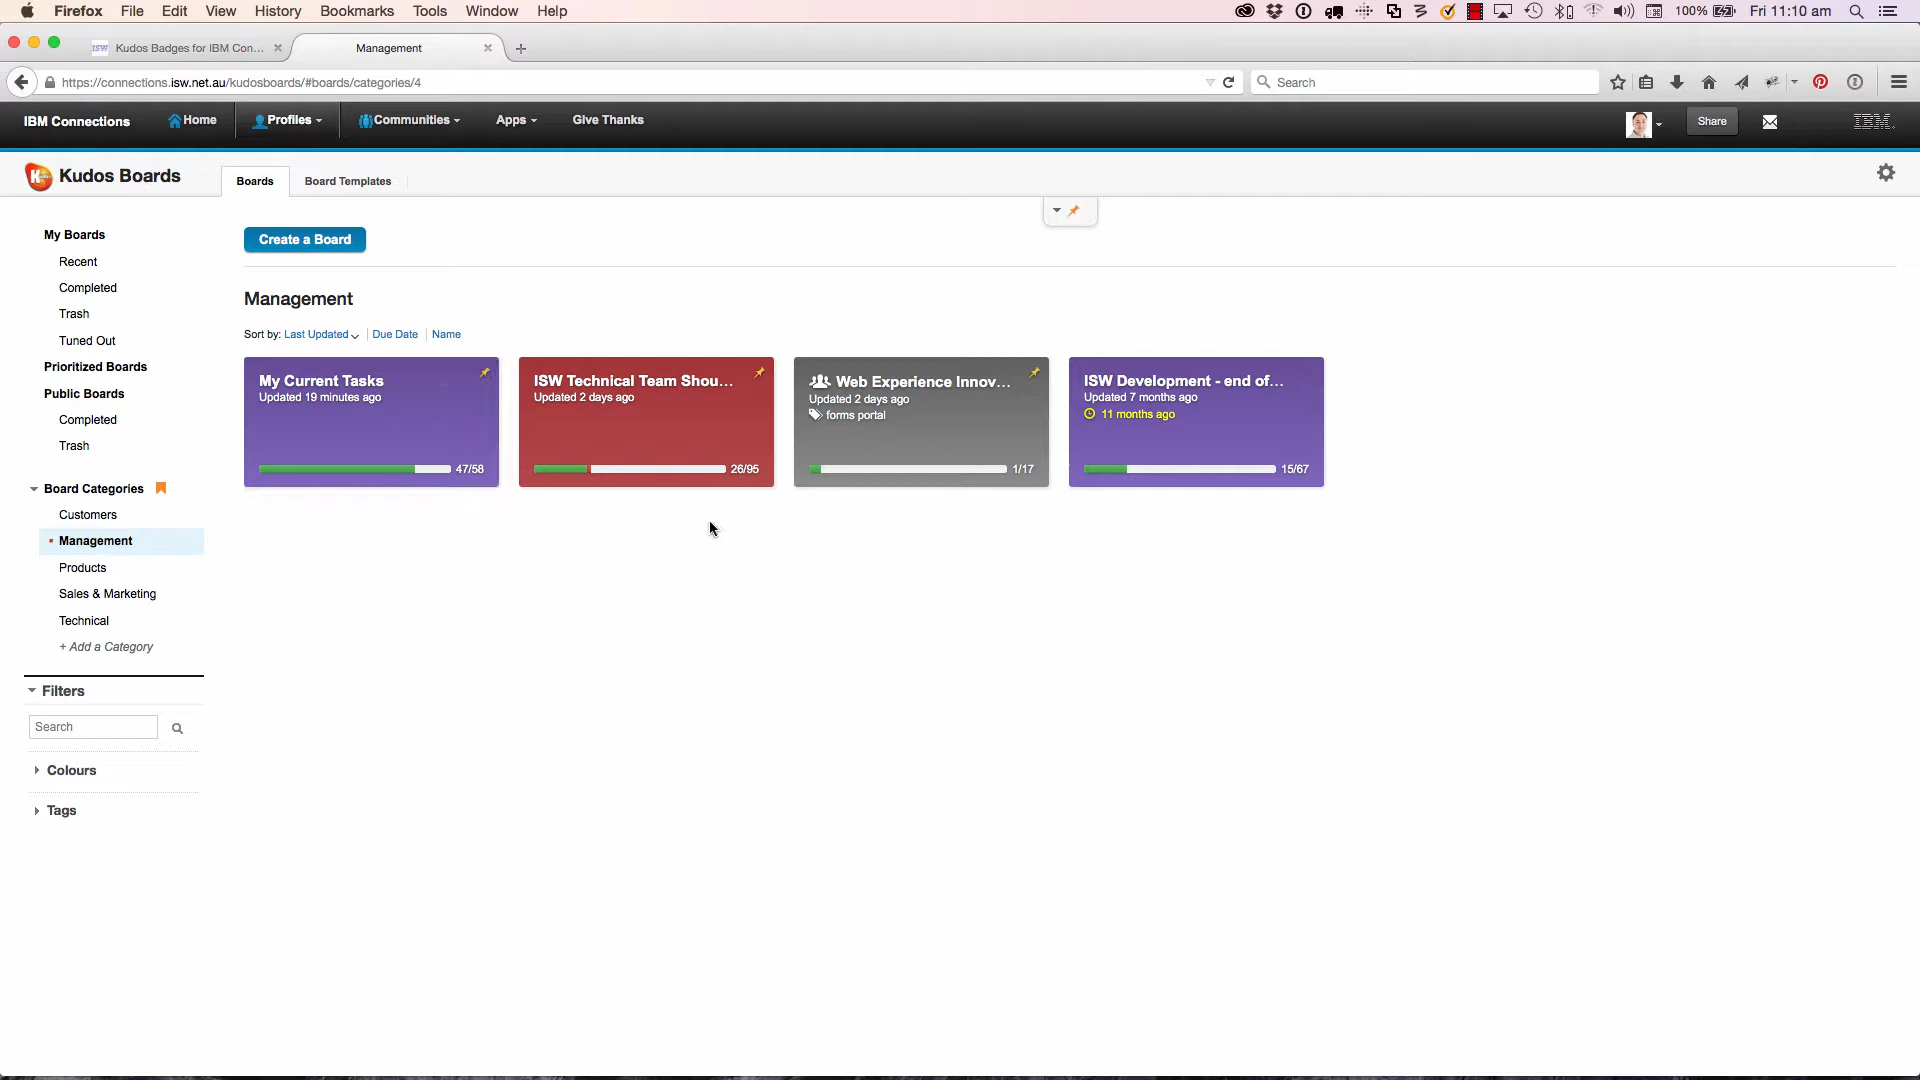 Firefox File Edit View History Bookmarks Tools Window Help 100% Fri 11:10 am
ISW Kudos Badges for IBM Con... Management
https://connections.isw.net.au/kudosboards/#boards/categories/4 Search
IBM Connections Home Profiles Communities Apps Give Thanks Share IBM.
Kudos Boards Boards Board Templates
My Boards
Recent
Completed
Trash
Tuned Out
Prioritized Boards
Public Boards
Completed
Trash
Board Categories
Customers
Management
Products
Sales & Marketing
Technical
+ Add a Category
Filters
Search
Colours
Tags
Create a Board
Management
Sort by: Last Updated Due Date Name
My Current Tasks
Updated 19 minutes ago
47/58
ISW Technical Team Shou...
Updated 2 days ago
26/95
Web Experience Innov...
Updated 2 days ago
forms portal
1/17
ISW Development - end of...
Updated 7 months ago
11 months ago
15/67